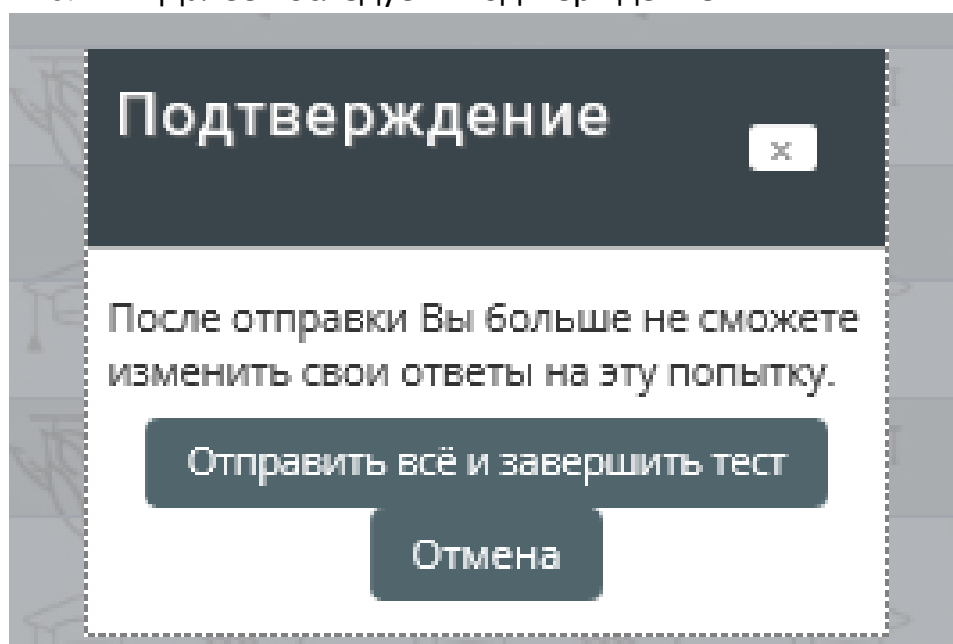 Подтверждение
×
После отправки Вы больше не сможете
изменить свои ответы на эту попытку.
Отправить всё и завершить тест
Отмена